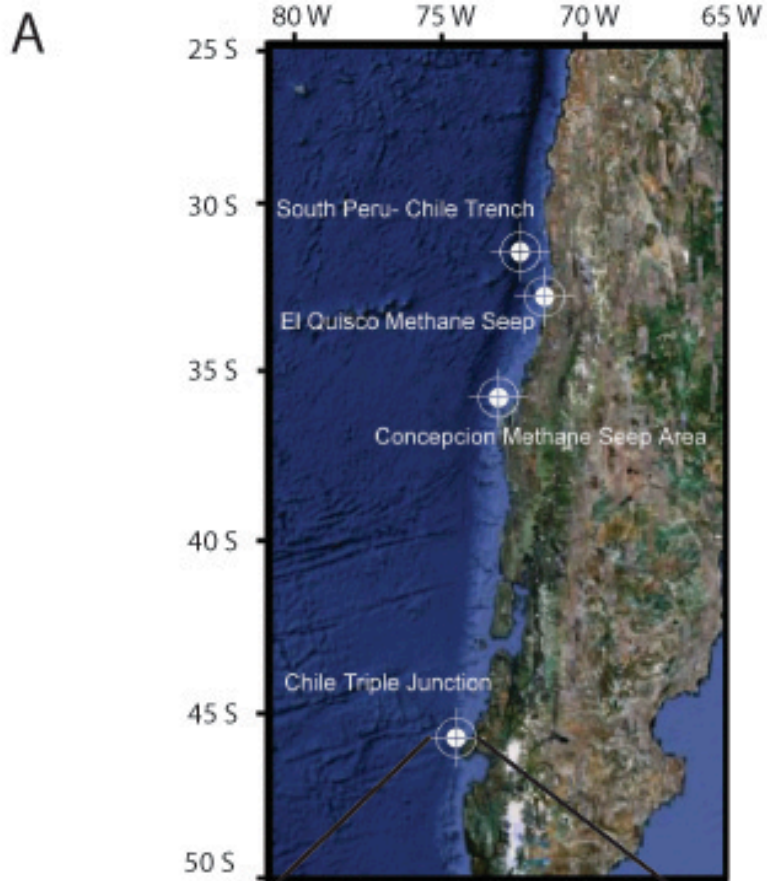 A
80 W 75 W 70 W 65 W
25 S
30 S
South Peru- Chile Trench
El Quisco Methane Seep
35 S
Concepcion Methane Seep Area
40 S
Chile Triple Junction
45 S
50 S